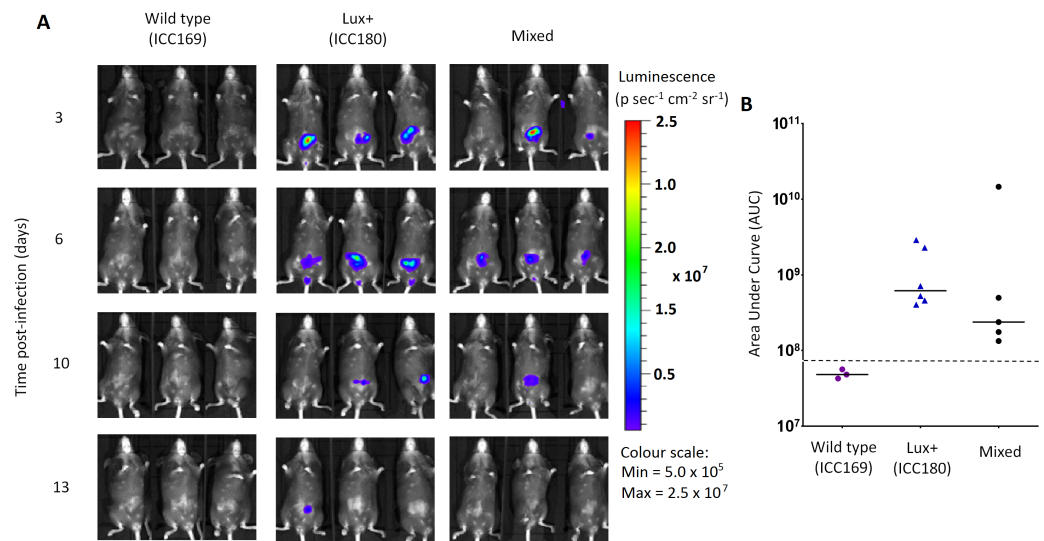 A
Wild type
(ICC169)
Lux+
(ICC180)
Mixed
Time post-infection (days)
3
6
10
13
Luminescence
(p sec⁻¹ cm⁻² sr⁻¹)
2.5
1.0
2.0
x 10⁷
1.5
0.5
Colour scale:
Min = 5.0 x 10⁵
Max = 2.5 x 10⁷
B
Area Under Curve (AUC)
10¹¹
10¹⁰
10⁹
10⁸
10⁷
Wild type
(ICC169)
Lux+
(ICC180)
Mixed